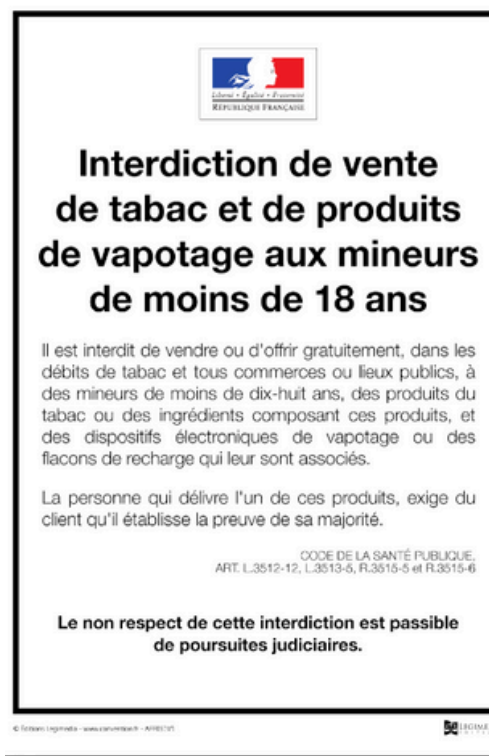 Liberté • Égalité • Fraternité
RÉPUBLIQUE FRANÇAISE
Interdiction de vente
de tabac et de produits
de vapotage aux mineurs
de moins de 18 ans
Il est interdit de vendre ou d'offrir gratuitement, dans les
débits de tabac et tous commerces ou lieux publics, à
des mineurs de moins de dix-huit ans, des produits du
tabac ou des ingrédients composant ces produits, et
des dispositifs électroniques de vapotage ou des
flacons de recharge qui leur sont associés.
La personne qui délivre l'un de ces produits, exige du
client qu'il établisse la preuve de sa majorité.
CODE DE LA SANTÉ PUBLIQUE,
ART. L.3512-12, L.3513-5, R.3515-5 et R.3515-6
Le non respect de cette interdiction est passible
de poursuites judiciaires.
© Éditions Legimedia -